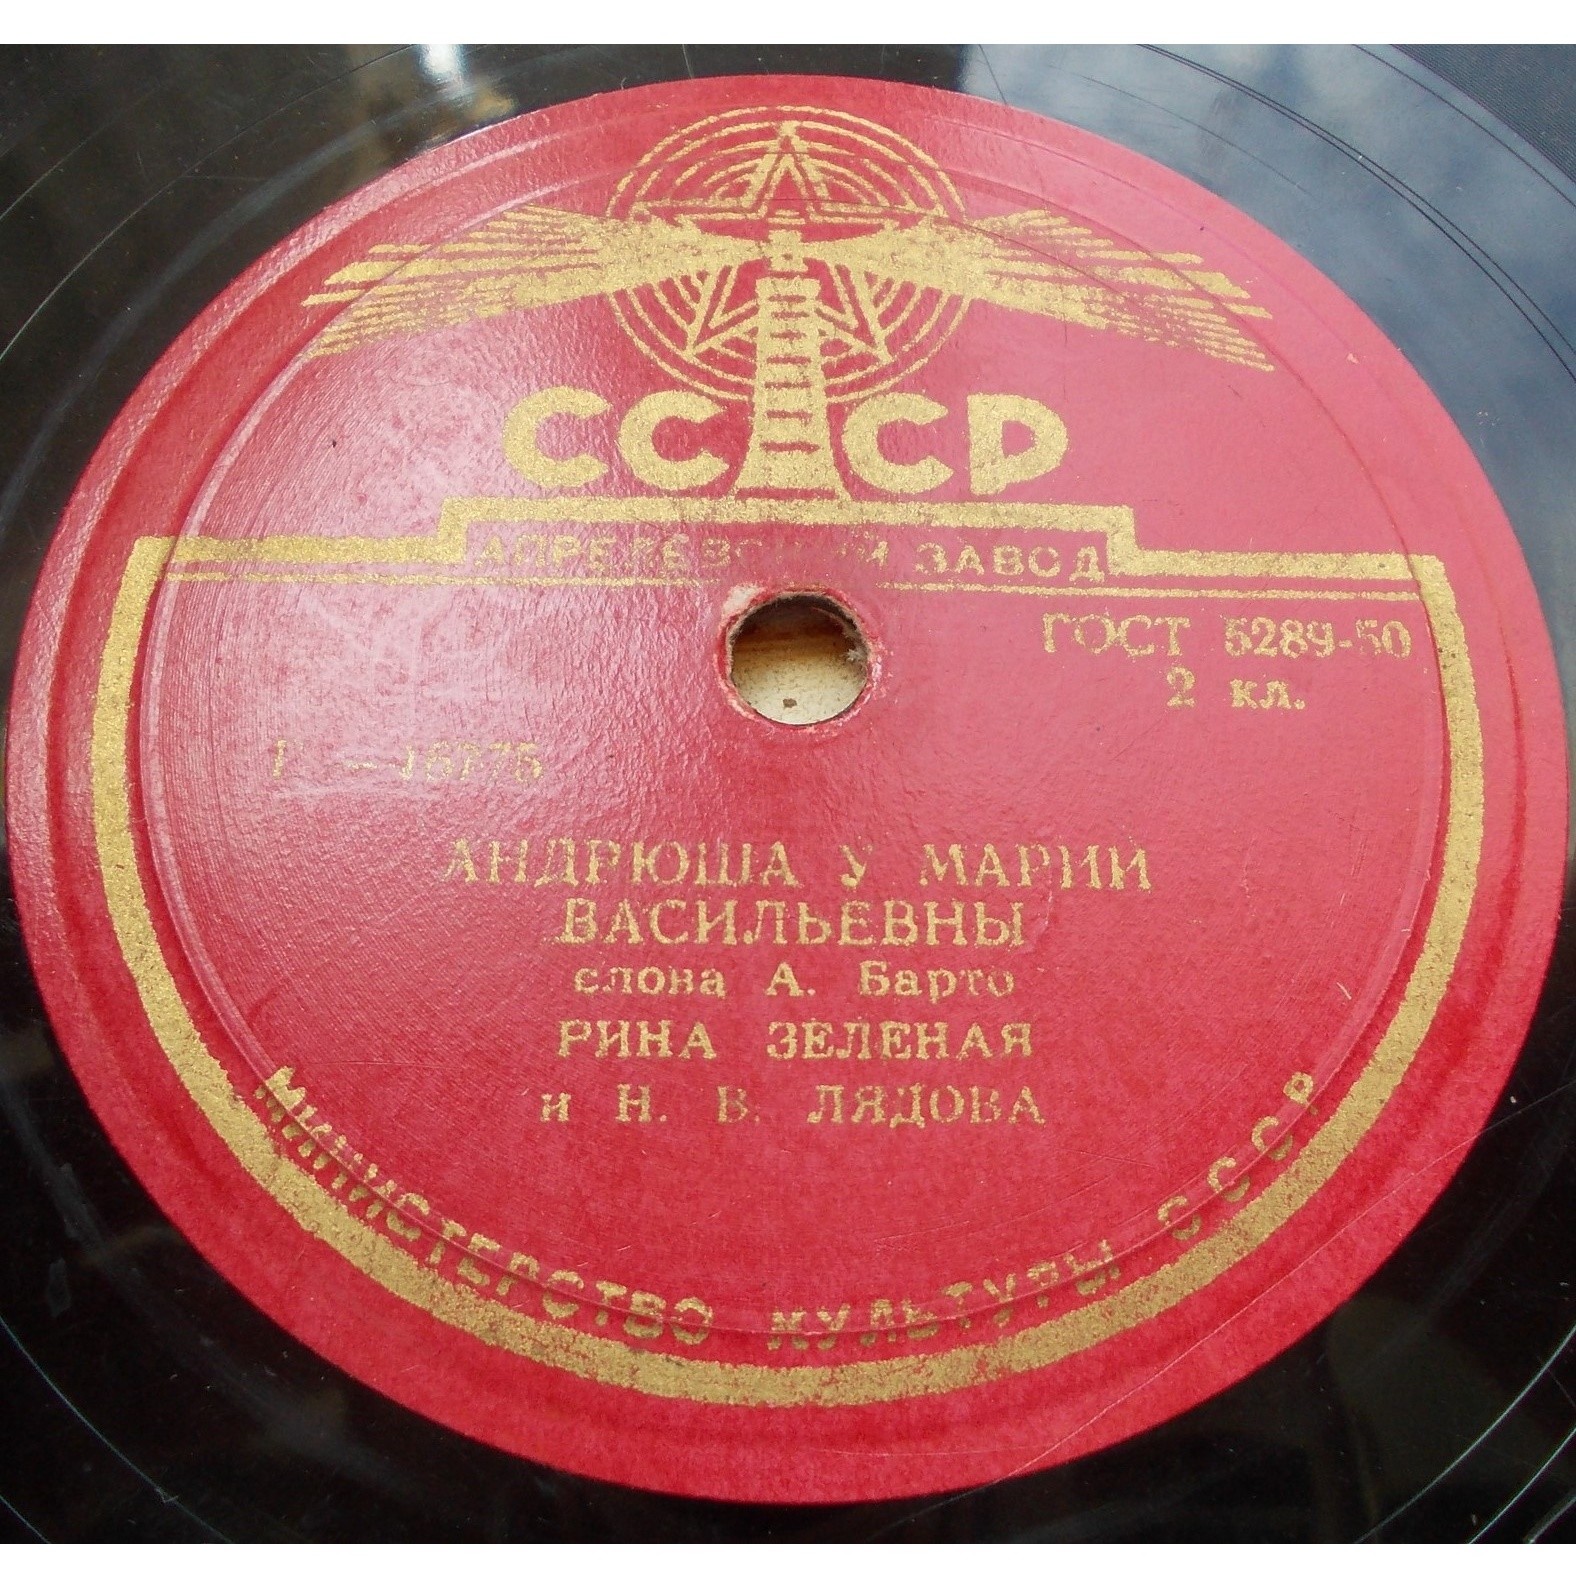 СССР
АПРЕЛЕВСКИЙ ЗАВОД
ГОСТ 5289-50
2 кл.
АНДРЮША У МАРИИ
ВАСИЛЬЕВНЫ
слова А. Барто
РИНА ЗЕЛЕНАЯ
и Н. В. ЛЯДОВА
МИНИСТЕРСТВО КУЛЬТУРЫ СССР